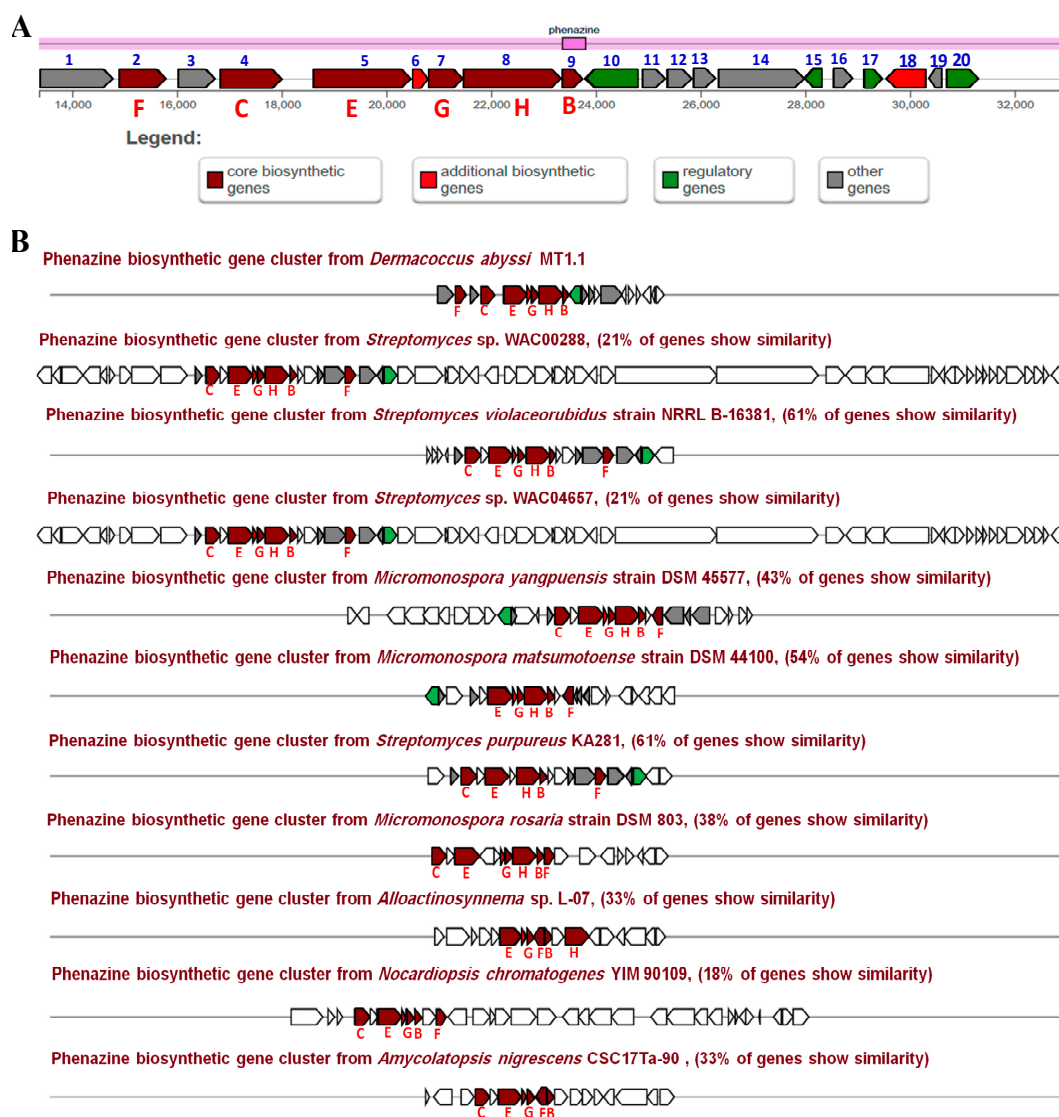 A
phenazine
1 2 3 4 5 6 7 8 9 10 11 12 13 14 15 16 17 18 19 20
14,000 16,000 18,000 20,000 22,000 24,000 26,000 28,000 30,000 32,000
F C E G H B
Legend:
core biosynthetic genes
additional biosynthetic genes
regulatory genes
other genes
B
Phenazine biosynthetic gene cluster from Dermacoccus abyssi MT1.1
F C E G H B
Phenazine biosynthetic gene cluster from Streptomyces sp. WAC00288, (21% of genes show similarity)
C E G H B F
Phenazine biosynthetic gene cluster from Streptomyces violaceorubidus strain NRRL B-16381, (61% of genes show similarity)
C E G H B F
Phenazine biosynthetic gene cluster from Streptomyces sp. WAC04657, (21% of genes show similarity)
C E G H B F
Phenazine biosynthetic gene cluster from Micromonospora yangpuensis strain DSM 45577, (43% of genes show similarity)
C E G H B F
Phenazine biosynthetic gene cluster from Micromonospora matsumotoense strain DSM 44100, (54% of genes show similarity)
E G H B F
Phenazine biosynthetic gene cluster from Streptomyces purpureus KA281, (61% of genes show similarity)
C E H B F
Phenazine biosynthetic gene cluster from Micromonospora rosaria strain DSM 803, (38% of genes show similarity)
C E G H BF
Phenazine biosynthetic gene cluster from Alloactinosynnema sp. L-07, (33% of genes show similarity)
E G FB H
Phenazine biosynthetic gene cluster from Nocardiopsis chromatogenes YIM 90109, (18% of genes show similarity)
C E GB F
Phenazine biosynthetic gene cluster from Amycolatopsis nigrescens CSC17Ta-90 , (33% of genes show similarity)
C E G FB